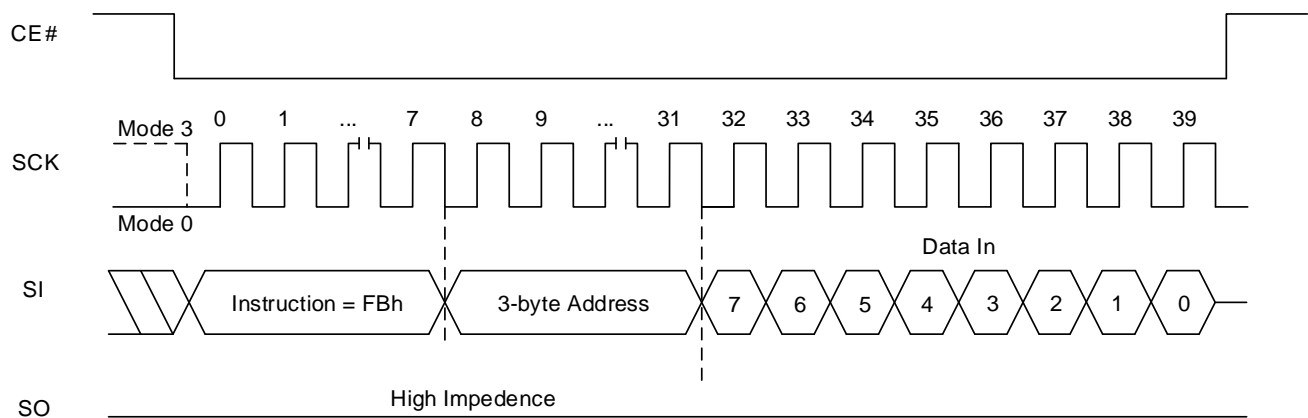 CE#
Mode 3 0 1 ... 7 8 9 ... 31 32 33 34 35 36 37 38 39
SCK
Mode 0
Data In
SI Instruction = FBh 3-byte Address 7 6 5 4 3 2 1 0
High Impedence
SO